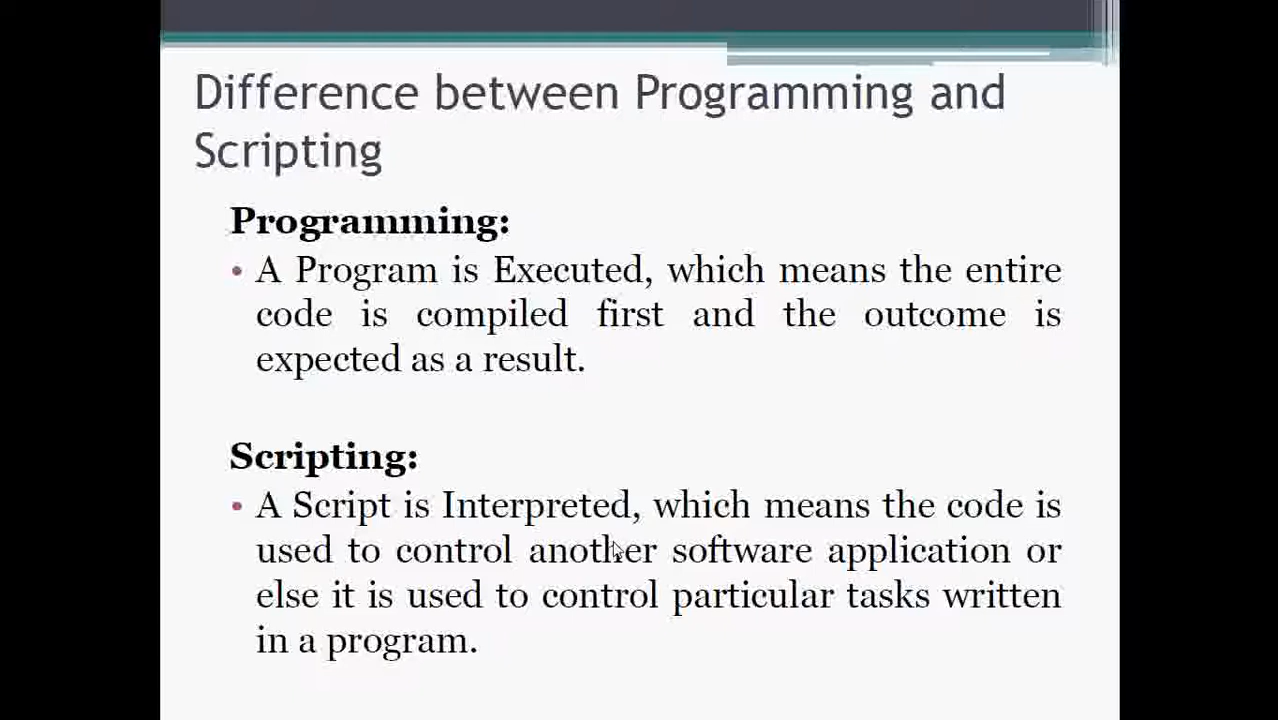 Difference between Programming and
Scripting
Programming:
• A Program is Executed, which means the entire
code is compiled first and the outcome is
expected as a result.
Scripting:
• A Script is Interpreted, which means the code is
used to control another software application or
else it is used to control particular tasks written
in a program.